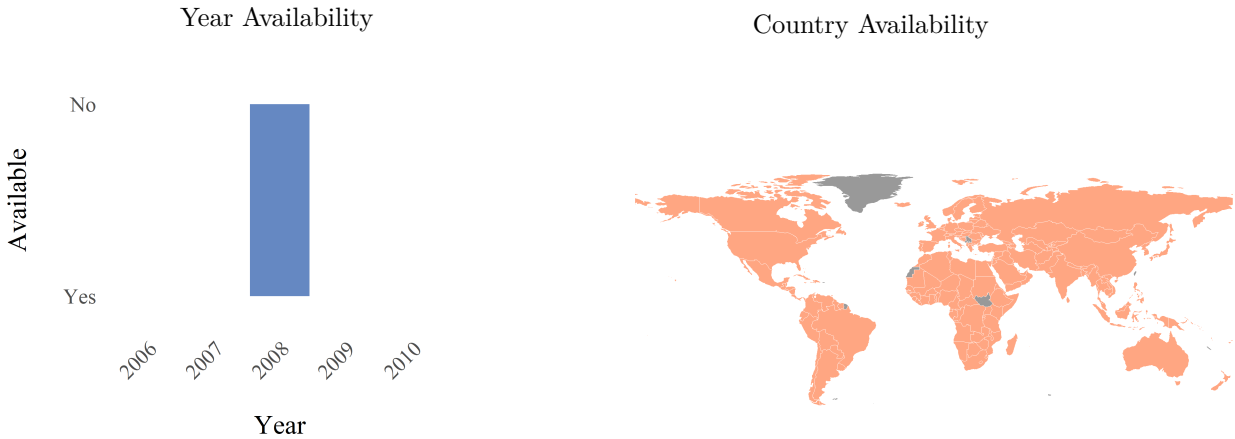 Year Availability
Available
No
Yes
2006
2007
2008
2009
2010
Year
Country Availability